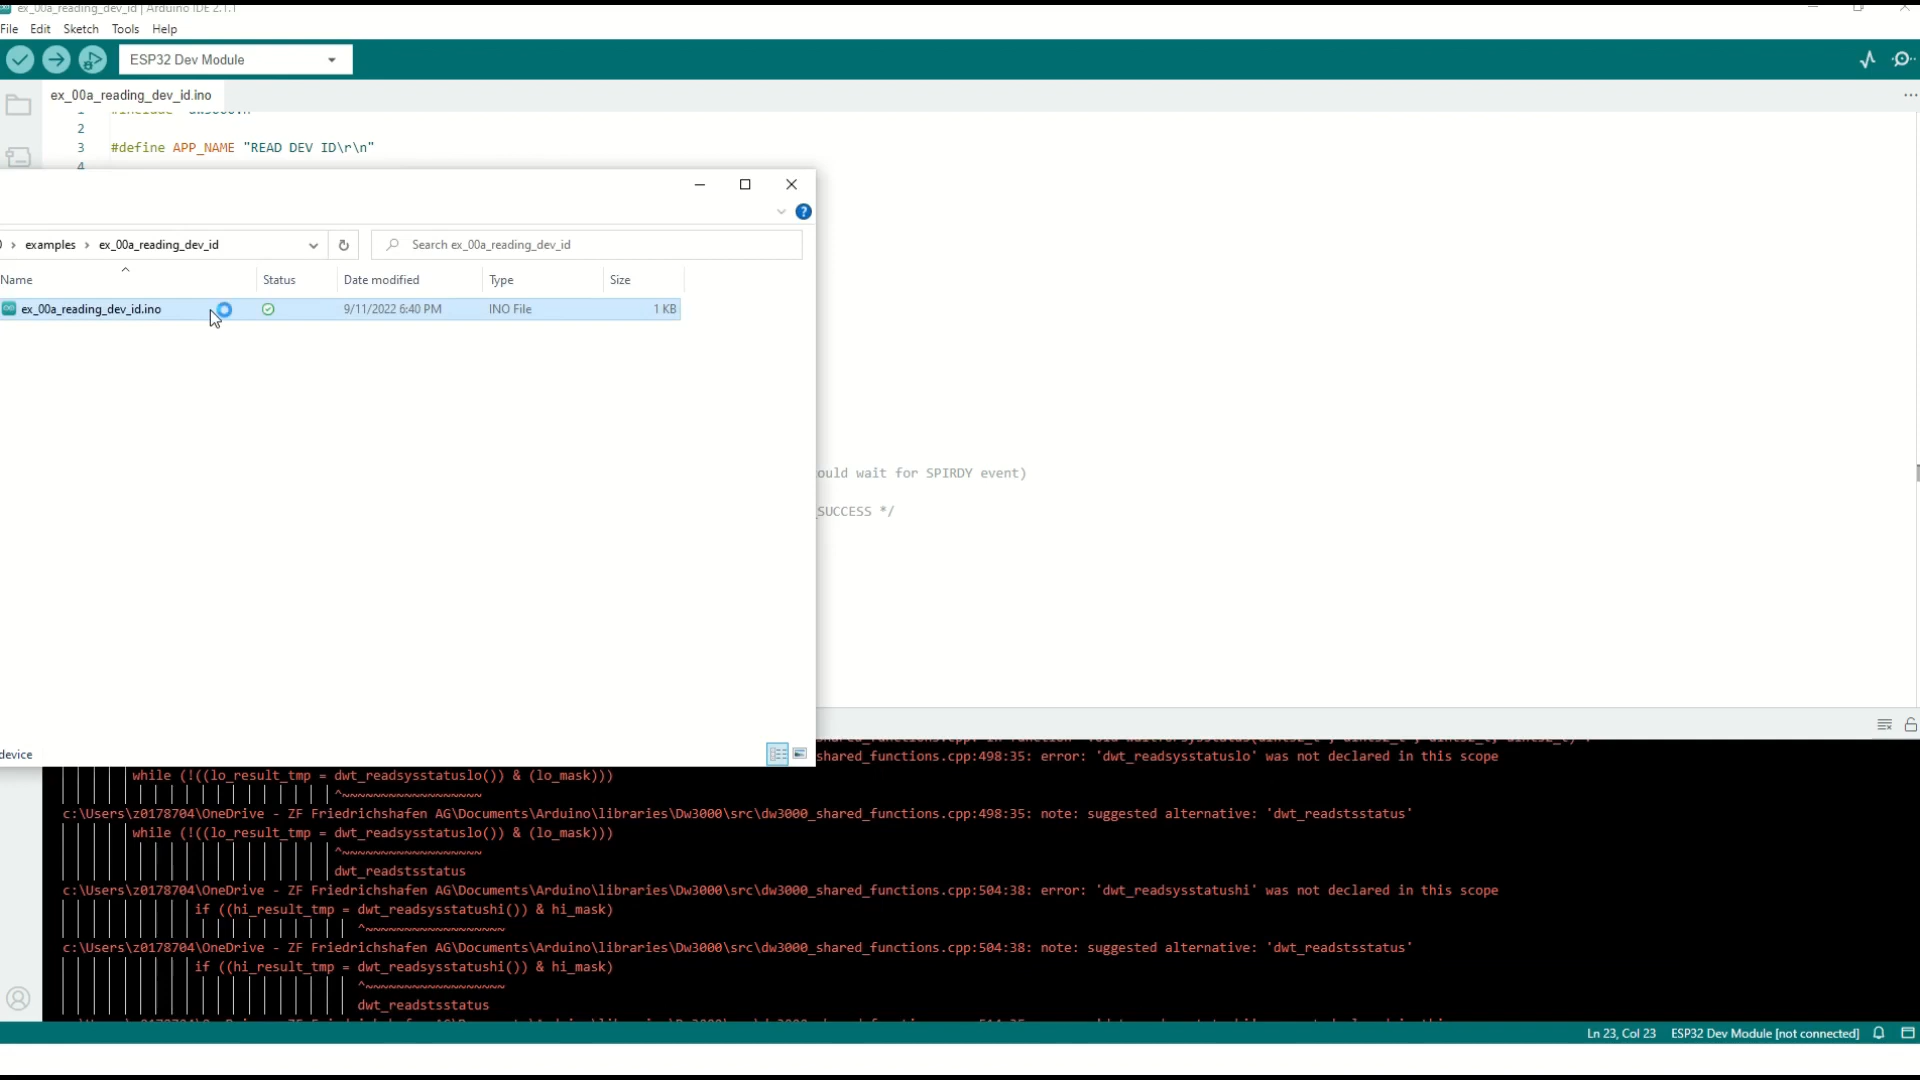 ex_00a_reading_dev_id | Arduino IDE 2.1.1
File Edit Sketch Tools Help
ESP32 Dev Module
ex_00a_reading_dev_id.ino
2
3 #define APP_NAME "READ DEV ID\r\n"
4
examples > ex_00a_reading_dev_id
Search ex_00a_reading_dev_id
Name Status Date modified Type Size
ex_00a_reading_dev_id.ino 9/11/2022 6:40 PM INO File 1 KB
ould wait for SPIRDY event)
_SUCCESS */
device
shared_functions.cpp:498:35: error: 'dwt_readsysstatuslo' was not declared in this scope
while (!((lo_result_tmp = dwt_readsysstatuslo()) & (lo_mask)))
^~~~~~~~~~~~~~~~~~~
c:\Users\z0178704\OneDrive - ZF Friedrichshafen AG\Documents\Arduino\libraries\Dw3000\src\dw3000_shared_functions.cpp:498:35: note: suggested alternative: 'dwt_readstsstatus'
while (!((lo_result_tmp = dwt_readsysstatuslo()) & (lo_mask)))
^~~~~~~~~~~~~~~~~~~
dwt_readstsstatus
c:\Users\z0178704\OneDrive - ZF Friedrichshafen AG\Documents\Arduino\libraries\Dw3000\src\dw3000_shared_functions.cpp:504:38: error: 'dwt_readsysstatushi' was not declared in this scope
if ((hi_result_tmp = dwt_readsysstatushi()) & hi_mask)
^~~~~~~~~~~~~~~~~~~
c:\Users\z0178704\OneDrive - ZF Friedrichshafen AG\Documents\Arduino\libraries\Dw3000\src\dw3000_shared_functions.cpp:504:38: note: suggested alternative: 'dwt_readstsstatus'
if ((hi_result_tmp = dwt_readsysstatushi()) & hi_mask)
^~~~~~~~~~~~~~~~~~~
dwt_readstsstatus
Ln 23, Col 23 ESP32 Dev Module [not connected]